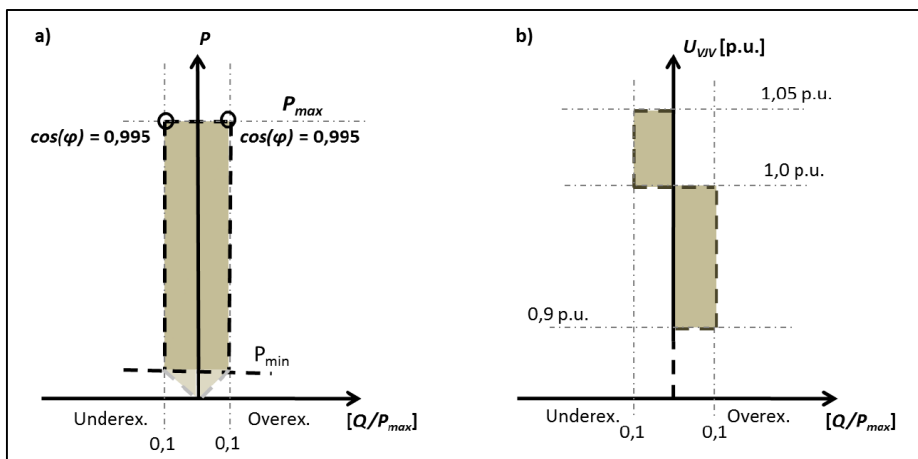 a)
P
P_max
cos(φ) = 0,995
cos(φ) = 0,995
P_min
Underex.
Overex.
[Q/P_max]
0,1
0,1
b)
U_VJV [p.u.]
1,05 p.u.
1,0 p.u.
0,9 p.u.
Underex.
Overex.
[Q/P_max]
0,1
0,1